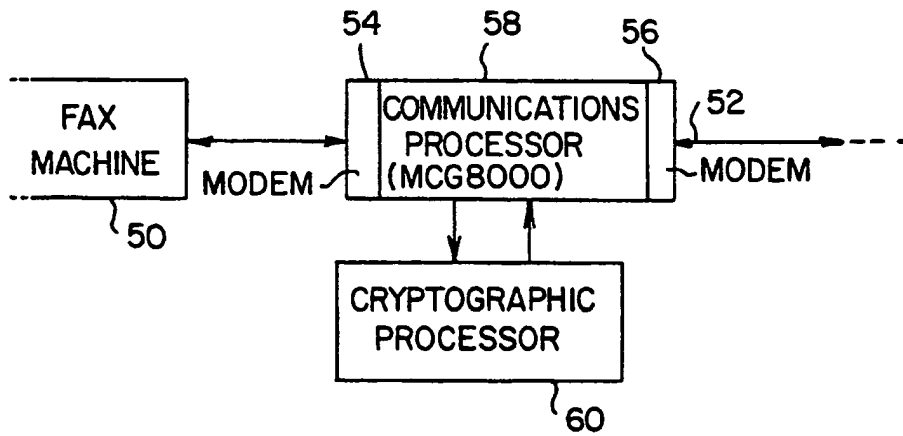 54
58
56
52
FAX
MACHINE
MODEM
COMMUNICATIONS
PROCESSOR
(MCG8000)
MODEM
50
CRYPTOGRAPHIC
PROCESSOR
60